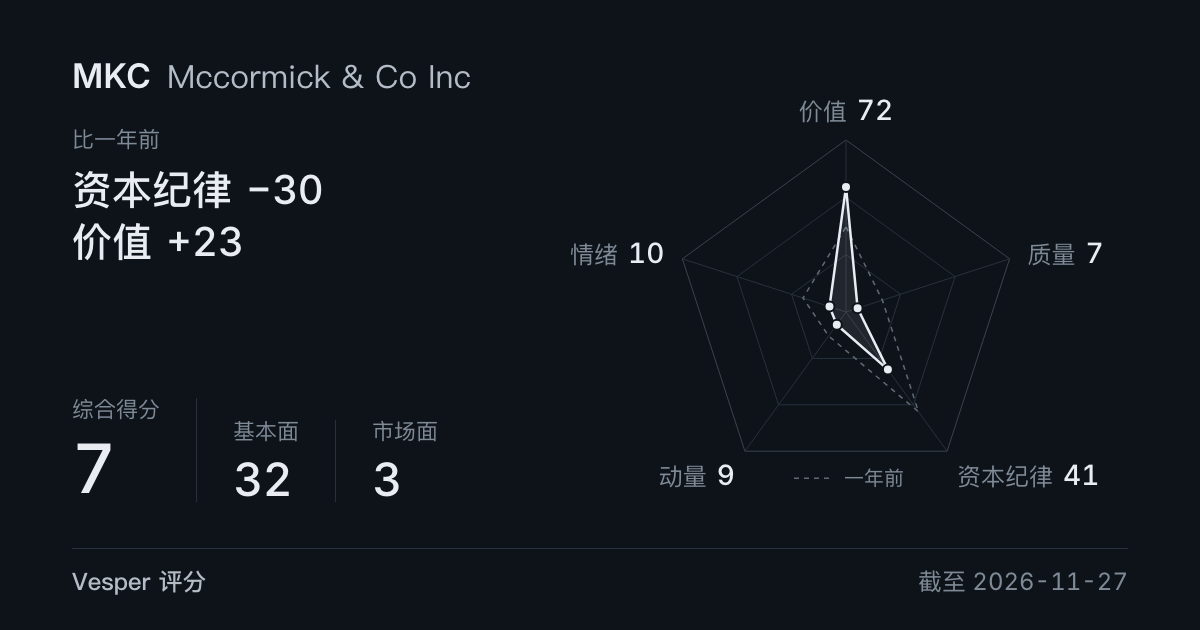 MKC Mccormick & Co Inc
比一年前
资本纪律 −30
价值 +23
价值 72
情绪 10
质量 7
动量 9
---- 一年前
资本纪律 41
综合得分
7
基本面
32
市场面
3
Vesper 评分
截至 2026-11-27